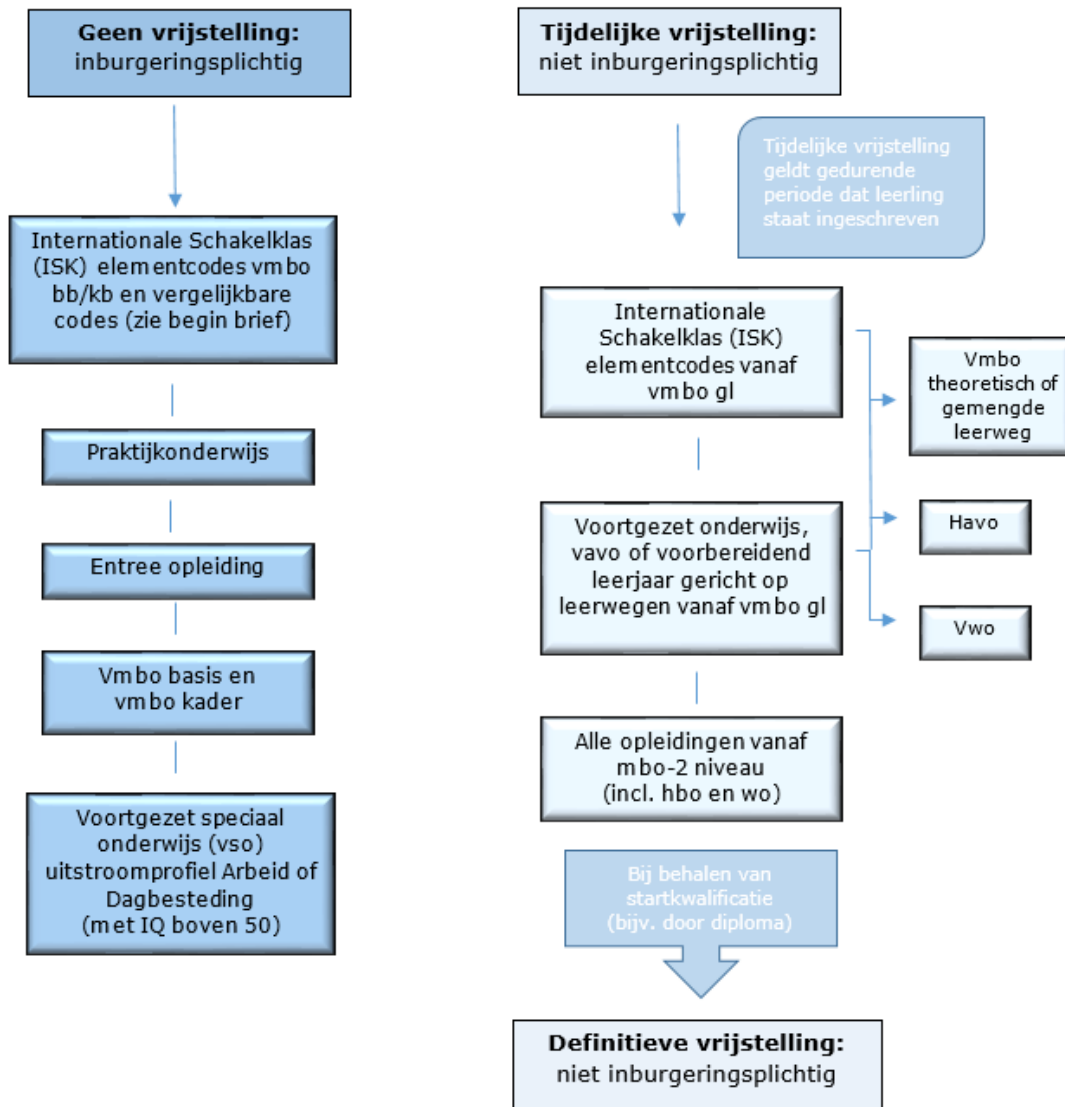 Geen vrijstelling:
inburgeringsplichtig
Internationale Schakelklas
(ISK) elementcodes vmbo
bb/kb en vergelijkbare
codes (zie begin brief)
Praktijkonderwijs
Entree opleiding
Vmbo basis en
vmbo kader
Voortgezet speciaal
onderwijs (vso)
uitstroomprofiel Arbeid of
Dagbesteding
(met IQ boven 50)
Tijdelijke vrijstelling:
niet inburgeringsplichtig
Tijdelijke vrijstelling
geldt gedurende
periode dat leerling
staat ingeschreven
Internationale
Schakelklas (ISK)
elementcodes vanaf
vmbo gl
Vmbo
theoretisch of
gemengde
leerweg
Havo
Vwo
Voortgezet onderwijs,
vavo of voorbereidend
leerjaar gericht op
leerwegen vanaf vmbo gl
Alle opleidingen vanaf
mbo-2 niveau
(incl. hbo en wo)
Bij behalen van
startkwalificatie
(bijv. door diploma)
Definitieve vrijstelling:
niet inburgeringsplichtig